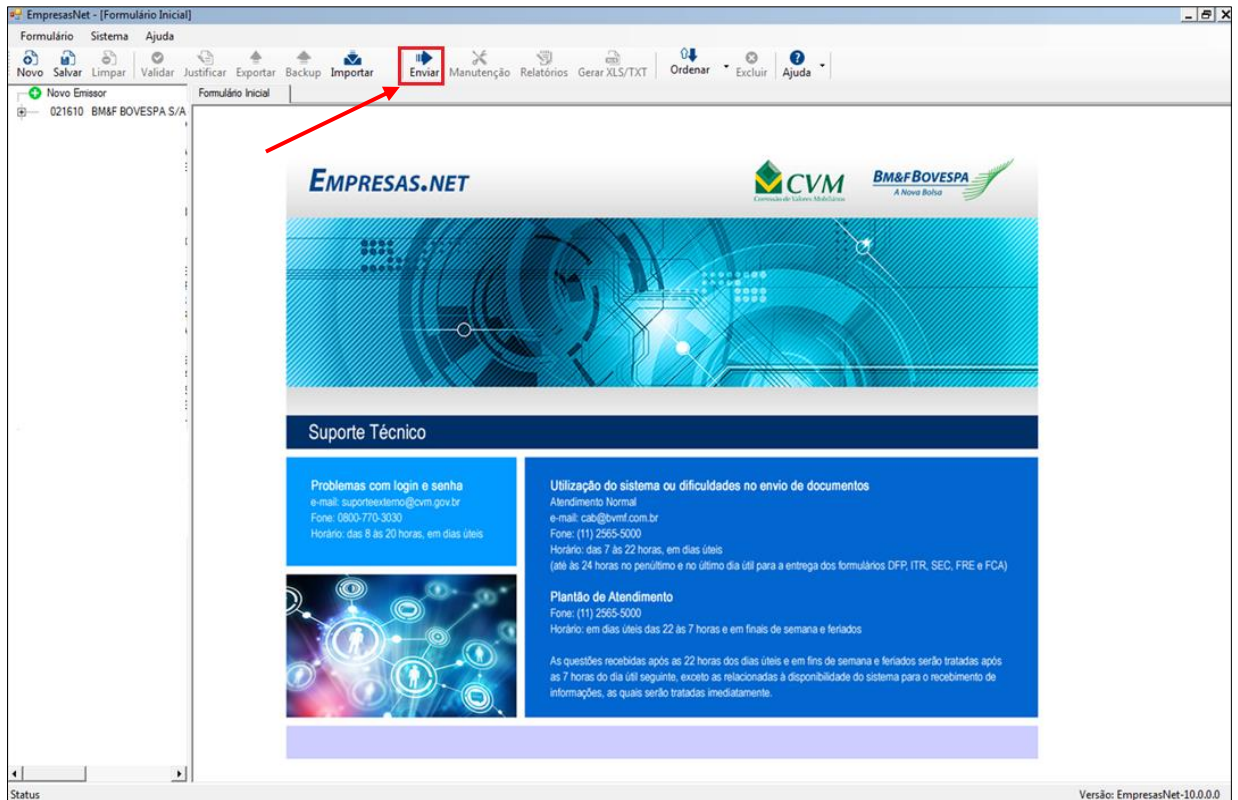 EmpresasNet - [Formulário Inicial]
Formulário Sistema Ajuda
Novo Salvar Limpar Validar Justificar Exportar Backup Importar Enviar Manutenção Relatórios Gerar XLS/TXT Ordenar Excluir Ajuda
Novo Emissor
Formulário Inicial
021610 BM&F BOVESPA S/A
EMPRESAS.NET
CVM
Comissão de Valores Mobiliários
BM&FBOVESPA
A Nova Bolsa
Suporte Técnico
Problemas com login e senha
e-mail: suporteexterno@cvm.gov.br
Fone: 0800-770-3030
Horário: das 8 às 20 horas, em dias úteis
Utilização do sistema ou dificuldades no envio de documentos
Atendimento Normal
e-mail: cab@bvmf.com.br
Fone: (11) 2565-5000
Horário: das 7 às 22 horas, em dias úteis
(até às 24 horas no penúltimo e no último dia útil para a entrega dos formulários DFP, ITR, SEC, FRE e FCA)
Plantão de Atendimento
Fone: (11) 2565-5000
Horário: em dias úteis das 22 às 7 horas e em finais de semana e feriados
As questões recebidas após as 22 horas dos dias úteis e em fins de semana e feriados serão tratadas após
as 7 horas do dia útil seguinte, exceto as relacionadas à disponibilidade do sistema para o recebimento de
informações, as quais serão tratadas imediatamente.
Status
Versão: EmpresasNet-10.0.0.0